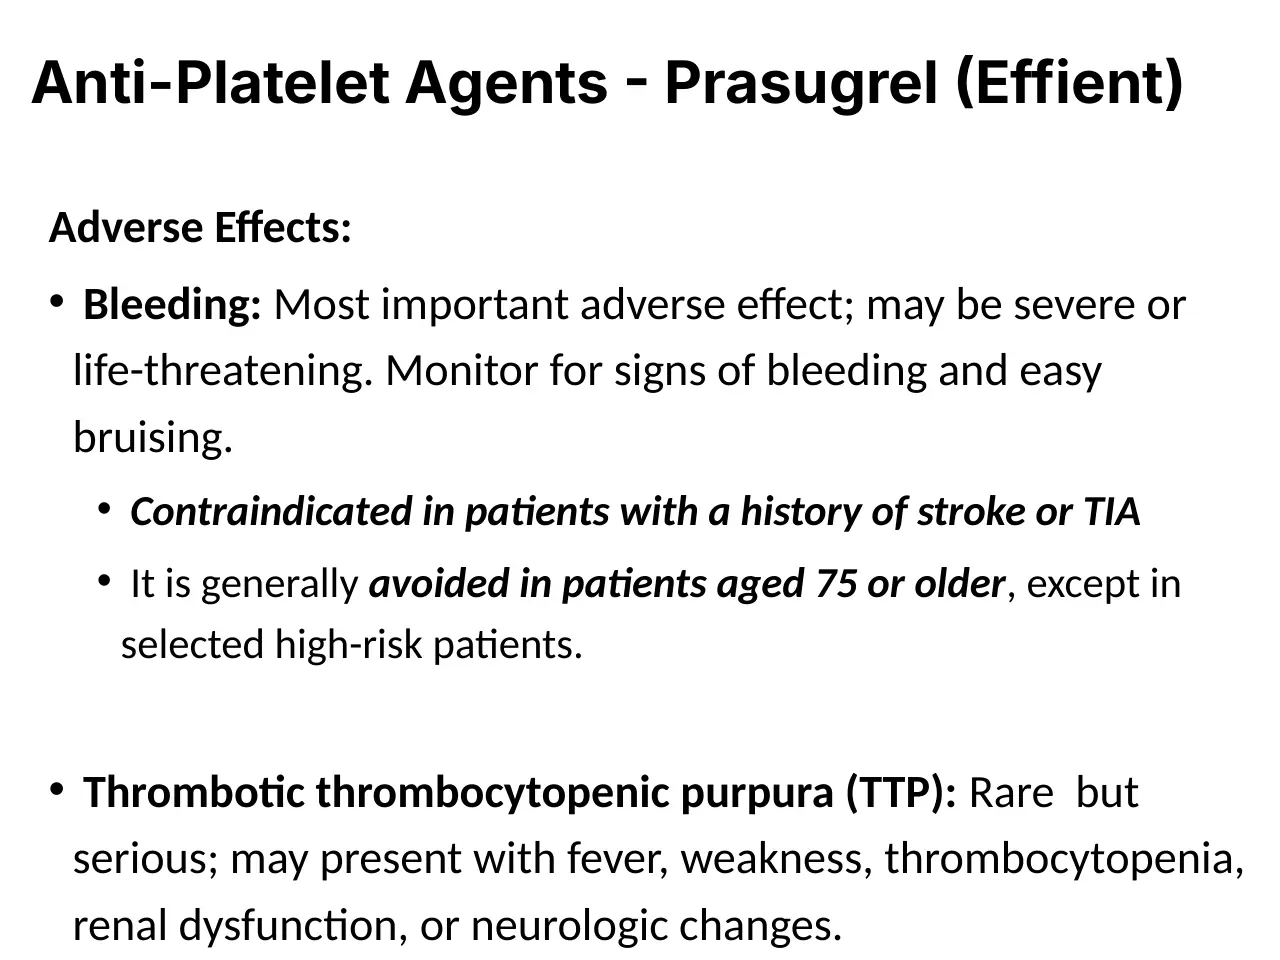 Anti-Platelet Agents - Prasugrel (Effient)
Adverse Effects:
• Bleeding: Most important adverse effect; may be severe or
life-threatening. Monitor for signs of bleeding and easy
bruising.
• Contraindicated in patients with a history of stroke or TIA
• It is generally avoided in patients aged 75 or older, except in
selected high-risk patients.
• Thrombotic thrombocytopenic purpura (TTP): Rare  but
serious; may present with fever, weakness, thrombocytopenia,
renal dysfunction, or neurologic changes.